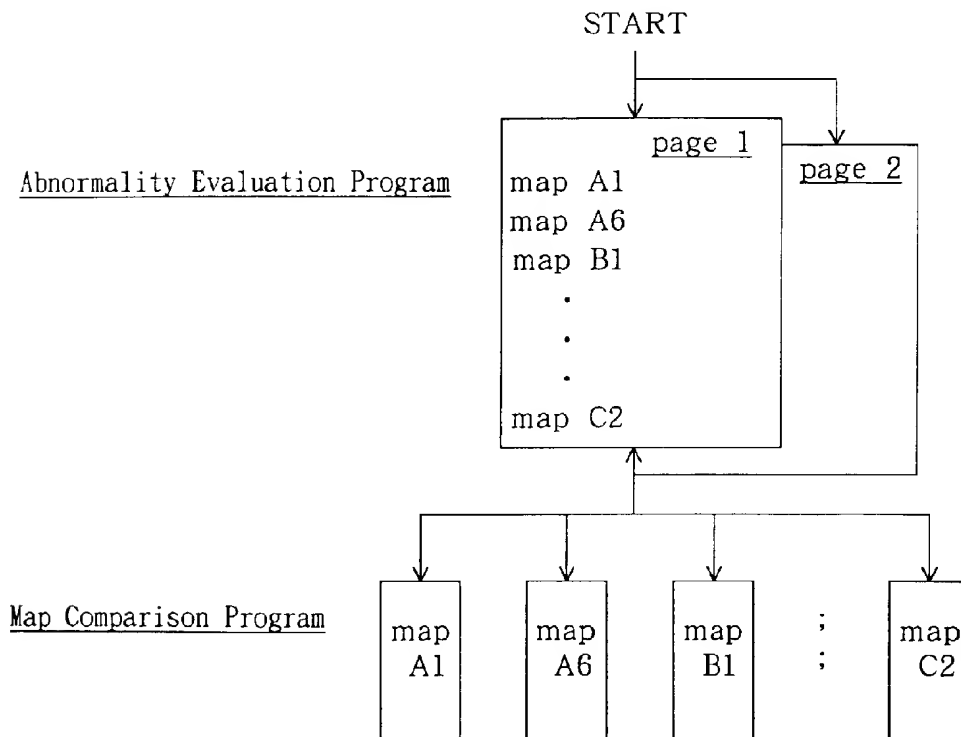 START
page 1
page 2
Abnormality Evaluation Program
map A1
map A6
map B1
.
.
.
map C2
Map Comparison Program
map A1
map A6
map B1
;
;
map C2